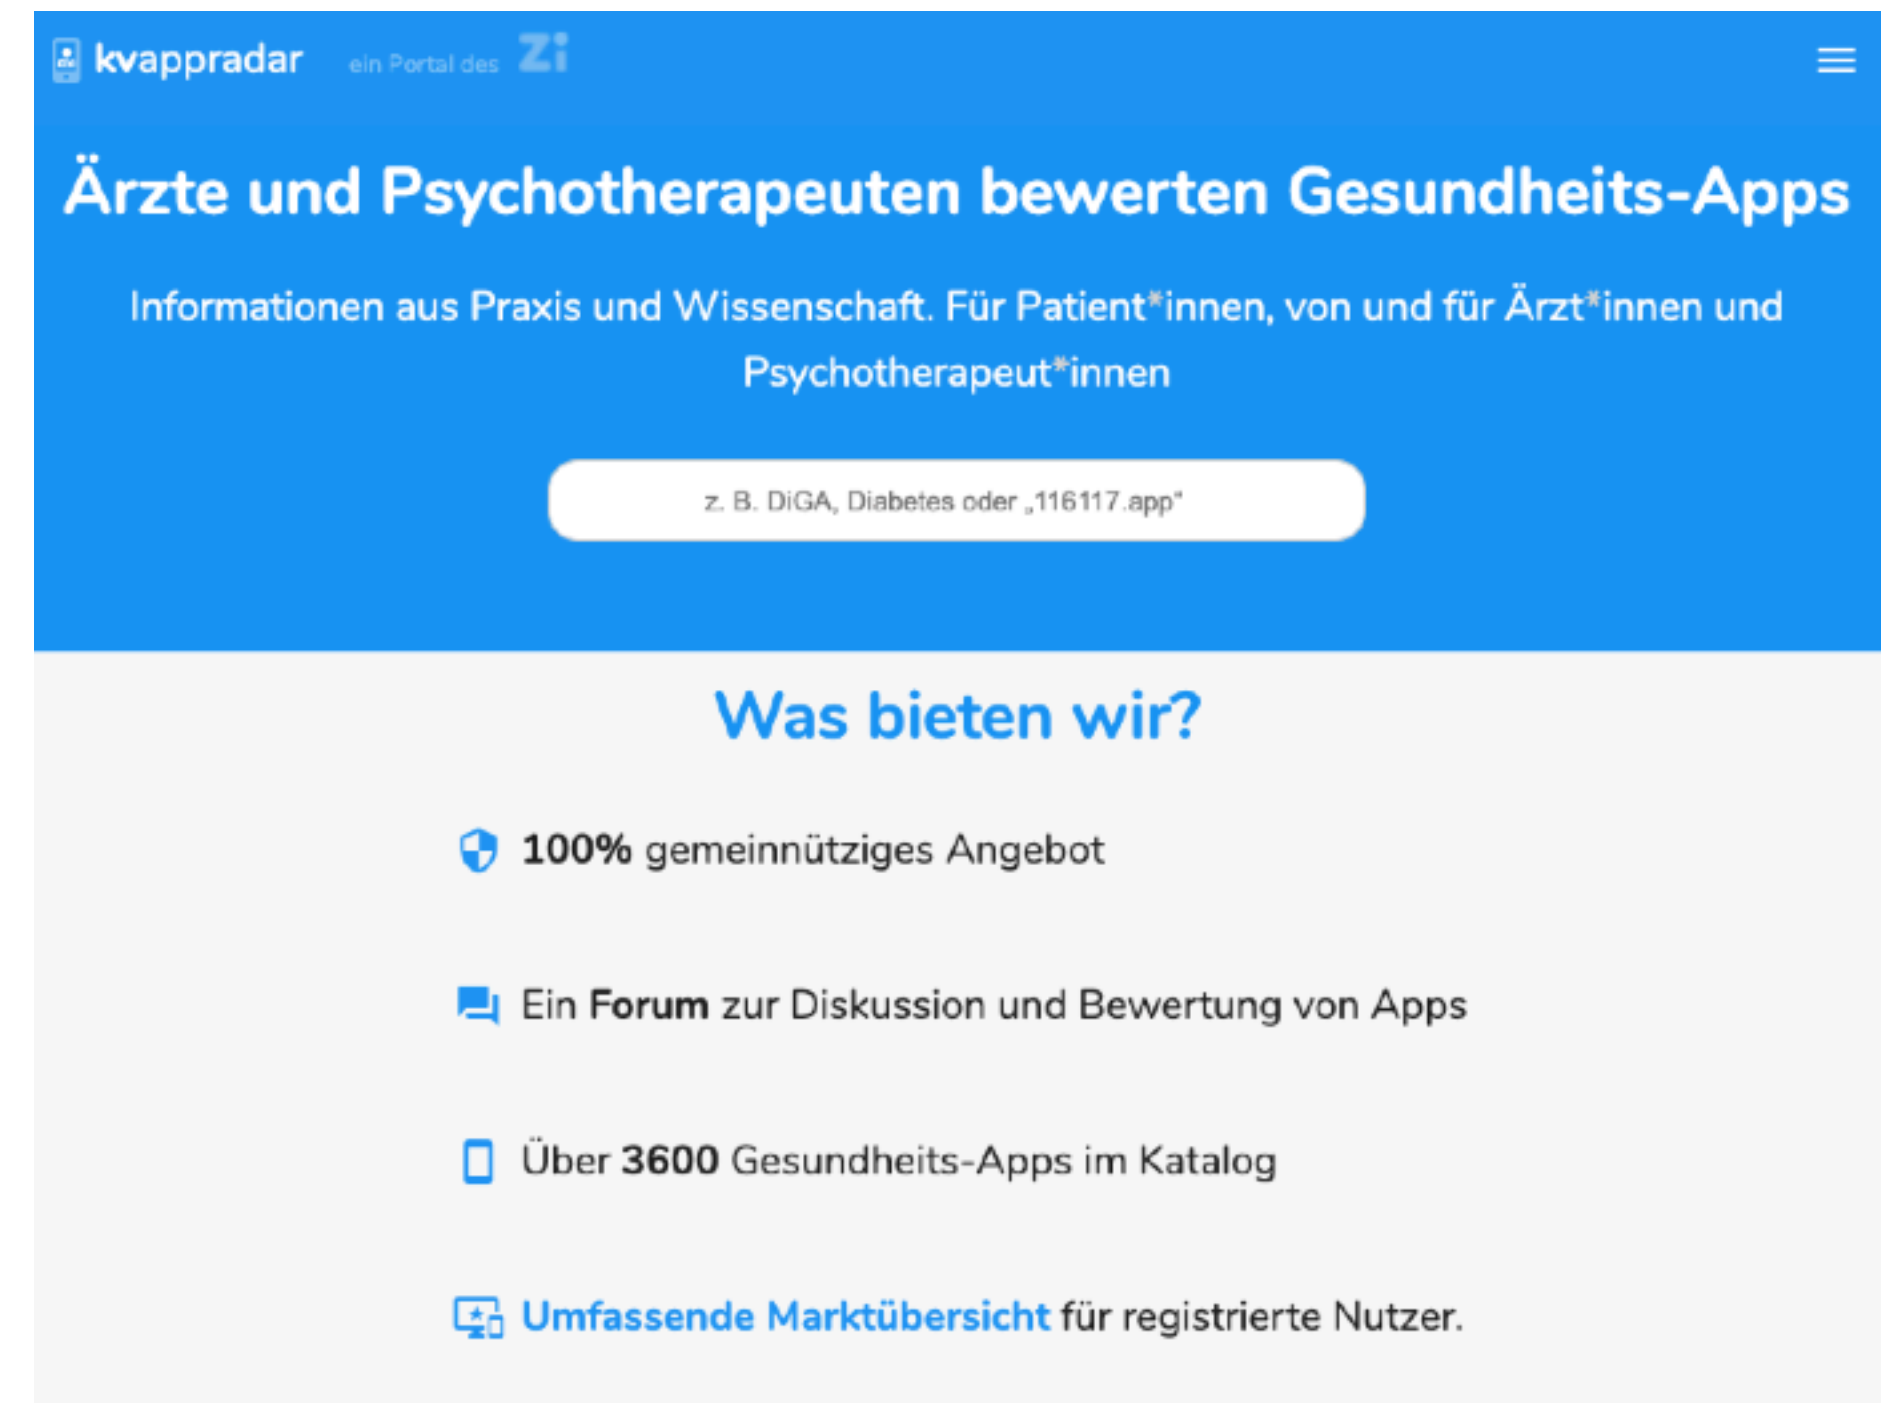 kvappradar ein Portal des Zi
Ärzte und Psychotherapeuten bewerten Gesundheits-Apps
Informationen aus Praxis und Wissenschaft. Für Patient*innen, von und für Ärzt*innen und
Psychotherapeut*innen
z. B. DiGA, Diabetes oder „116117.app“
Was bieten wir?
100% gemeinnütziges Angebot
Ein Forum zur Diskussion und Bewertung von Apps
Über 3600 Gesundheits-Apps im Katalog
Umfassende Marktübersicht für registrierte Nutzer.